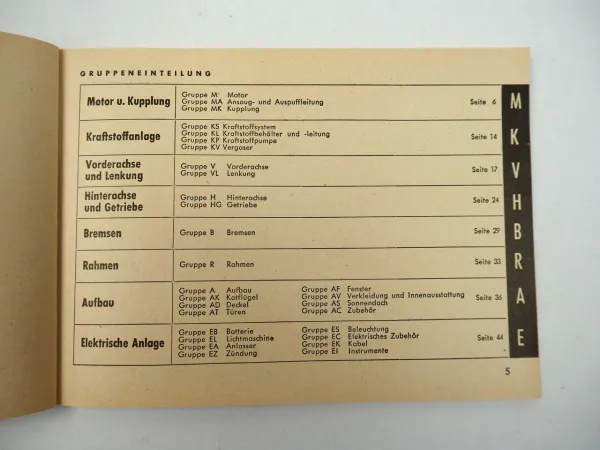 GRUPPENEINTEILUNG
Motor u. Kupplung
Gruppe M Motor
Gruppe MA Ansaug- und Auspuffleitung
Gruppe MK Kupplung
Seite 6
Kraftstoffanlage
Gruppe KS Kraftstoffsystem
Gruppe KL Kraftstoffbehälter und -leitung
Gruppe KP Kraftstoffpumpe
Gruppe KV Vergaser
Seite 14
Vorderachse
und Lenkung
Gruppe V Vorderachse
Gruppe VL Lenkung
Seite 17
Hinterachse
und Getriebe
Gruppe H Hinterachse
Gruppe HG Getriebe
Seite 24
Bremsen
Gruppe B Bremsen
Seite 29
Rahmen
Gruppe R Rahmen
Seite 33
Aufbau
Gruppe A Aufbau
Gruppe AK Kotflügel
Gruppe AD Deckel
Gruppe AT Türen
Gruppe AF Fenster
Gruppe AV Verkleidung und Innenausstattung
Gruppe AS Sonnendach
Gruppe AC Zubehör
Seite 36
Elektrische Anlage
Gruppe EB Batterie
Gruppe EL Lichtmaschine
Gruppe EA Anlasser
Gruppe EZ Zündung
Gruppe ES Beleuchtung
Gruppe EC Elektrisches Zubehör
Gruppe EK Kabel
Gruppe EI Instrumente
Seite 44
M
K
V
H
B
R
A
E
5